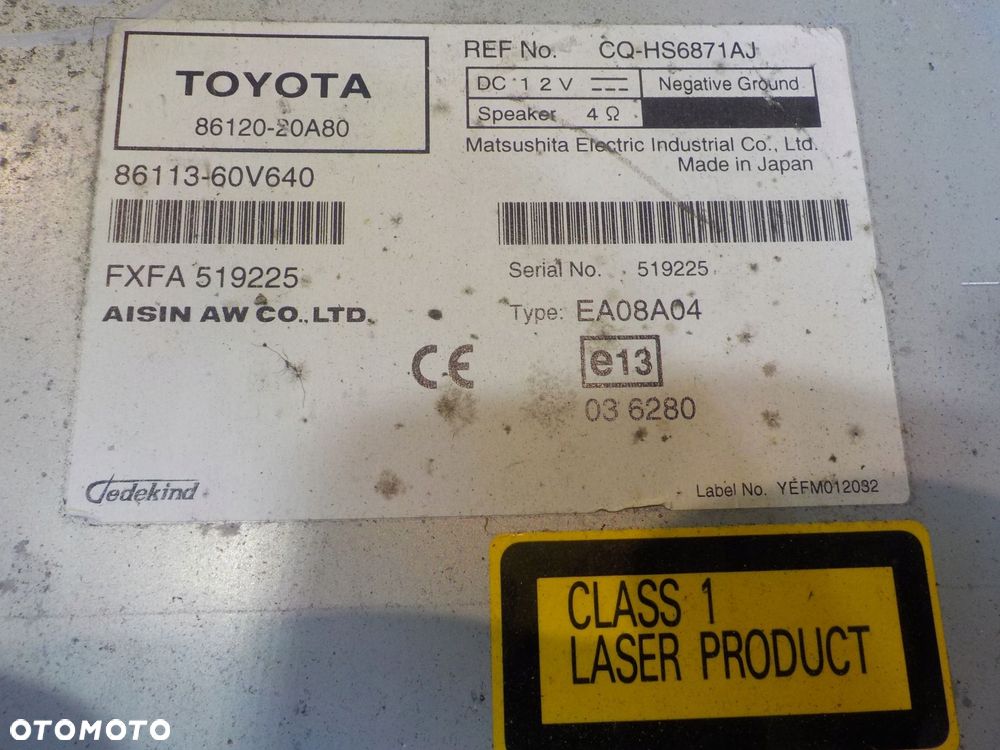 TOYOTA
86120-20A80
86113-60V640
FXFA 519225
AISIN AW CO., LTD.
REF No. CQ-HS6871AJ
DC 12V Negative Ground
Speaker 4 Ω
Matsushita Electric Industrial Co., Ltd.
Made in Japan
Serial No. 519225
Type: EA08A04
CE
e13
03 6280
Jedekind
Label No. YEFM012032
CLASS 1
LASER PRODUCT
OTOMOTO